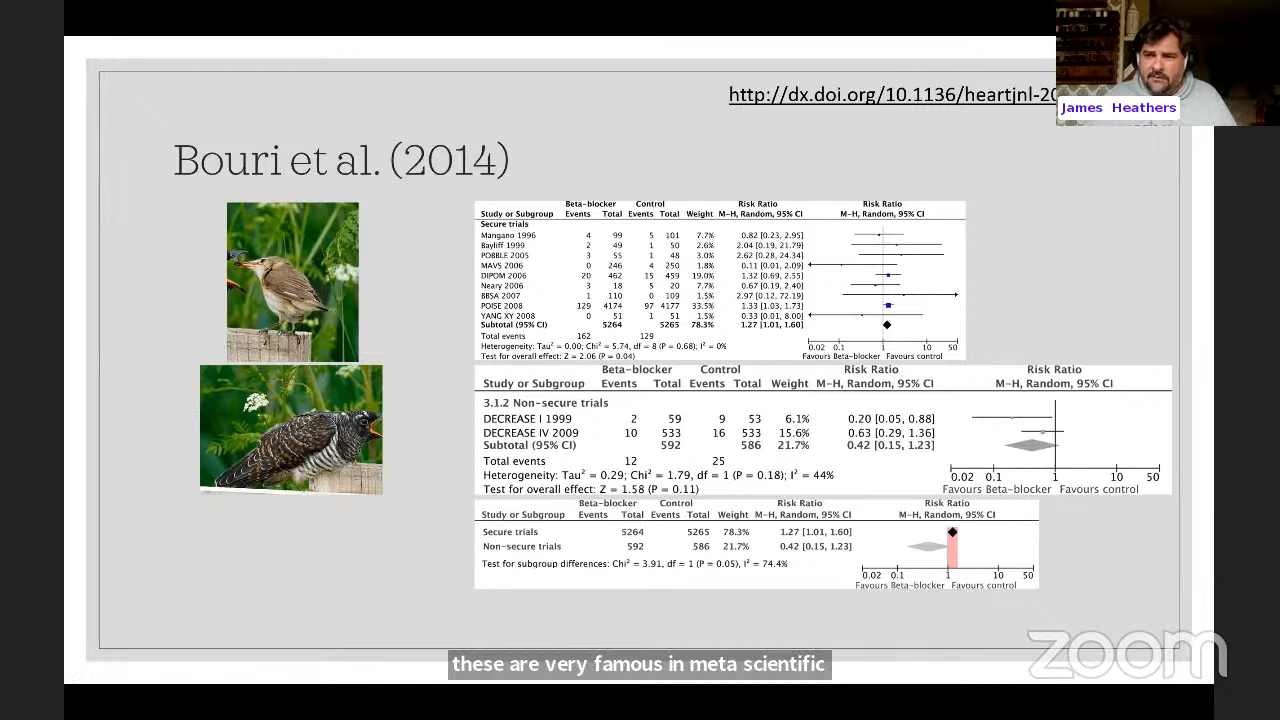 http://dx.doi.org/10.1136/heartjnl-20
James Heathers
Bouri et al. (2014)
Beta-blocker Control Risk Ratio Risk Ratio
Study or Subgroup Events Total Events Total Weight M-H, Random, 95% CI M-H, Random, 95% CI
Secure trials
Mangano 1996 4 99 5 101 7.7% 0.82 [0.23, 2.95]
Bayliff 1999 2 49 1 50 2.6% 2.04 [0.19, 21.79]
POBBLE 2005 3 55 1 48 3.0% 2.62 [0.28, 24.34]
MAVS 2006 0 246 4 250 1.8% 0.11 [0.01, 2.09]
DIPOM 2006 20 462 15 459 19.0% 1.32 [0.69, 2.55]
Neary 2006 3 18 5 20 7.6% 0.67 [0.19, 2.40]
BBSA 2007 1 110 0 109 1.5% 2.97 [0.12, 72.19]
POISE 2008 129 4174 97 4177 33.5% 1.33 [1.03, 1.73]
YANG XY 2008 0 51 1 51 1.5% 0.33 [0.01, 8.00]
Subtotal (95% CI) 5264 5265 78.3% 1.27 [1.01, 1.60]
Total events 162 129
Heterogeneity: Tau² = 0.00; Chi² = 5.74, df = 8 (P = 0.68); I² = 0%
Test for overall effect: Z = 2.06 (P = 0.04)
0.02 0.1 1 10 50
Favours Beta-blocker Favours control
Beta-blocker Control Risk Ratio Risk Ratio
Study or Subgroup Events Total Events Total Weight M-H, Random, 95% CI M-H, Random, 95% CI
3.1.2 Non-secure trials
DECREASE I 1999 2 59 9 53 6.1% 0.20 [0.05, 0.88]
DECREASE IV 2009 10 533 16 533 15.6% 0.63 [0.29, 1.36]
Subtotal (95% CI) 592 586 21.7% 0.42 [0.15, 1.23]
Total events 12 25
Heterogeneity: Tau² = 0.29; Chi² = 1.79, df = 1 (P = 0.18); I² = 44%
Test for overall effect: Z = 1.58 (P = 0.11)
0.02 0.1 1 10 50
Favours Beta-blocker Favours control
Beta-blocker Control Risk Ratio Risk Ratio
Study or Subgroup Events Total Events Total Weight M-H, Random, 95% CI M-H, Random, 95% CI
Secure trials 5264 5265 78.3% 1.27 [1.01, 1.60]
Non-secure trials 592 586 21.7% 0.42 [0.15, 1.23]
Test for subgroup differences: Chi² = 3.91, df = 1 (P = 0.05), I² = 74.4%
0.02 0.1 1 10 50
Favours Beta-blocker Favours control
these are very famous in meta scientific
zoom